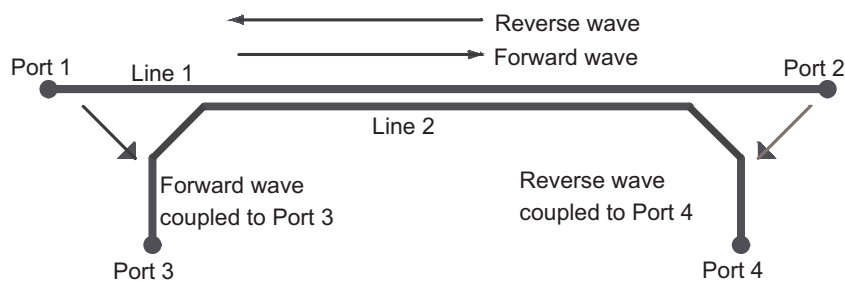 Reverse wave
Forward wave
Port 1
Line 1
Port 2
Line 2
Forward wave
coupled to Port 3
Reverse wave
coupled to Port 4
Port 3
Port 4